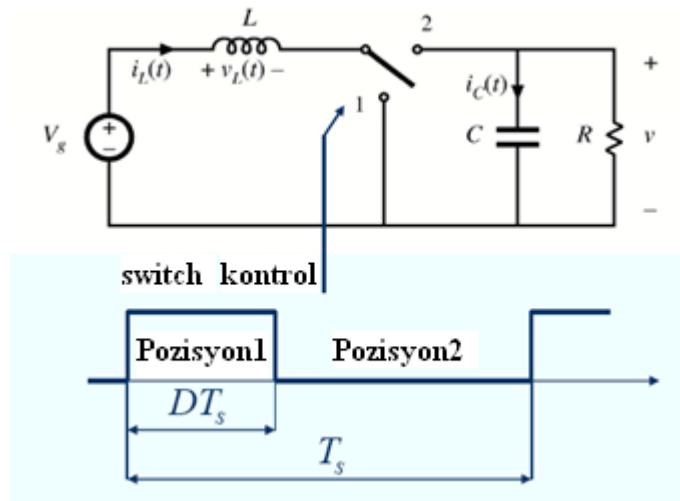 L
2
i_L(t)
+ v_L(t) –
1
i_C(t)
+
V_g
+
–
C
R
v
–
switch kontrol
Pozisyon1
Pozisyon2
DT_s
T_s